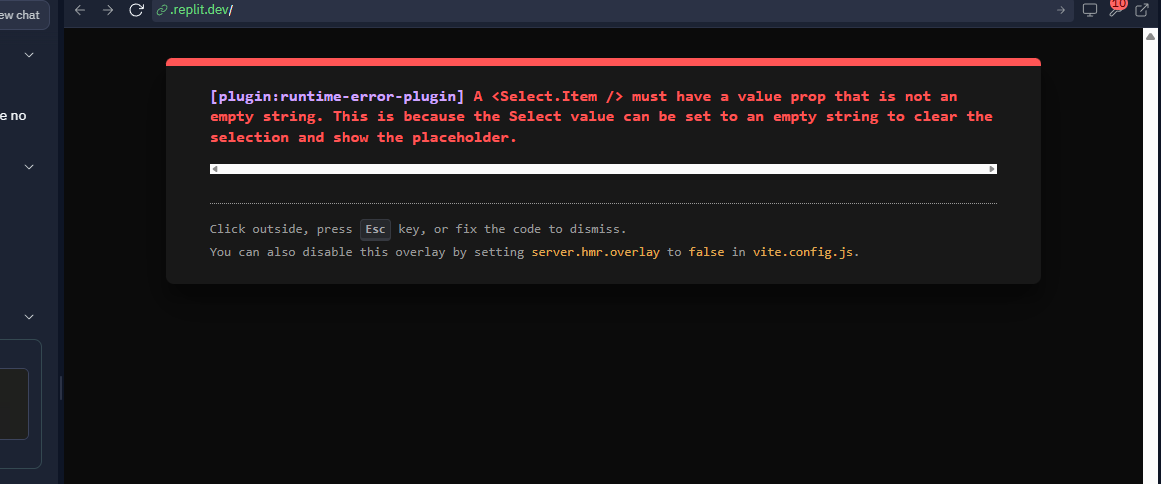 ew chat
.replit.dev/
10
e no
[plugin:runtime-error-plugin] A <Select.Item /> must have a value prop that is not an
empty string. This is because the Select value can be set to an empty string to clear the
selection and show the placeholder.
Click outside, press Esc key, or fix the code to dismiss.
You can also disable this overlay by setting server.hmr.overlay to false in vite.config.js.